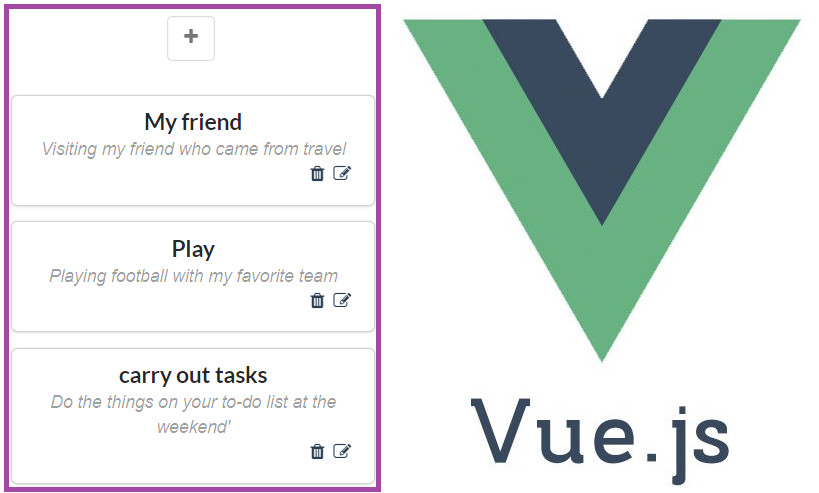 +
My friend
Visiting my friend who came from travel
Play
Playing football with my favorite team
carry out tasks
Do the things on your to-do list at the
weekend'
Vue.js